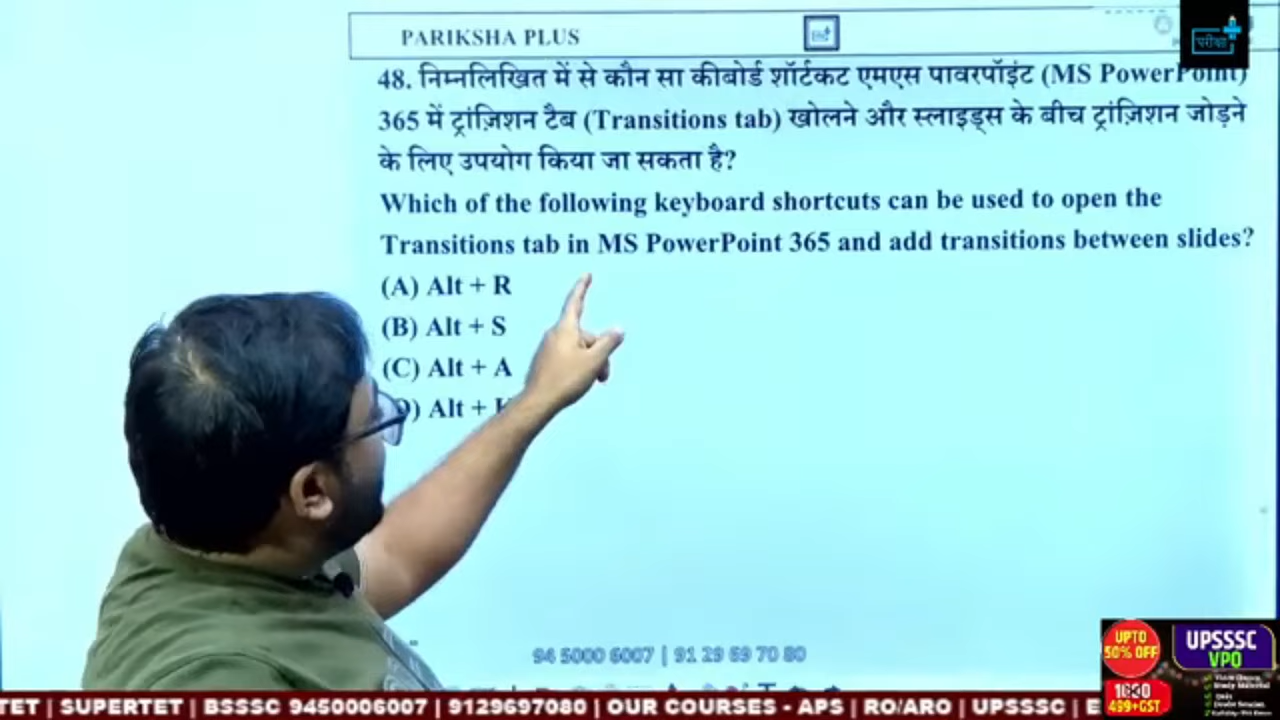 PARIKSHA PLUS
परीक्षा
48. निम्नलिखित में से कौन सा कीबोर्ड शॉर्टकट एमएस पावरपॉइंट (MS PowerPoint)
365 में ट्रांज़िशन टैब (Transitions tab) खोलने और स्लाइड्स के बीच ट्रांज़िशन जोड़ने
के लिए उपयोग किया जा सकता है?
Which of the following keyboard shortcuts can be used to open the
Transitions tab in MS PowerPoint 365 and add transitions between slides?
(A) Alt + R
(B) Alt + S
(C) Alt + A
) Alt +
94 5000 6007 | 91 29 69 70 80
UPTO
50% OFF
UPSSSC
VPO
499+GST
TET | SUPERTET | BSSSC 9450006007 | 9129697080 | OUR COURSES - APS | RO/ARO | UPSSSC | E